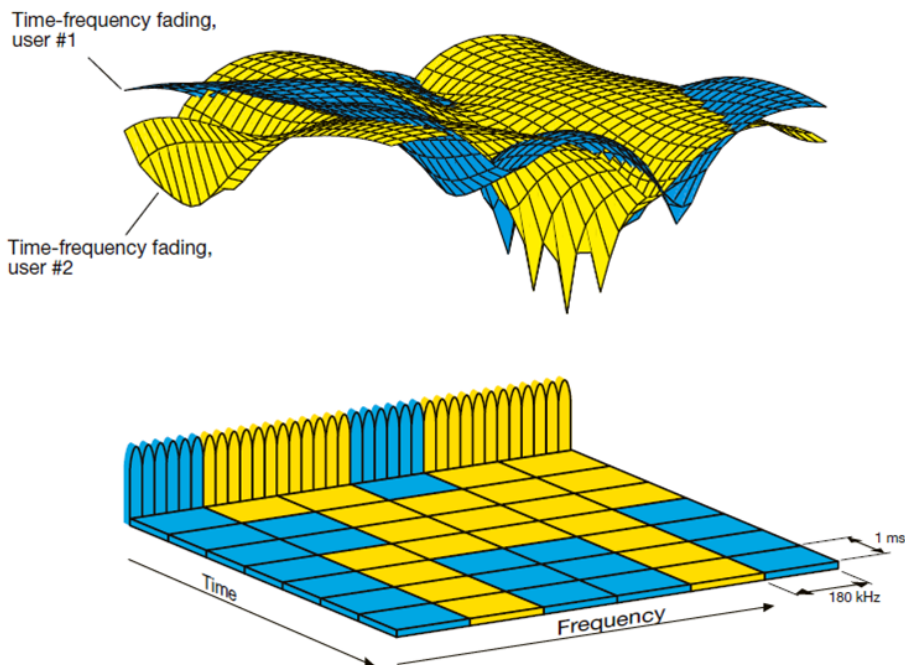 Time-frequency fading,
user #1
Time-frequency fading,
user #2
1 ms
180 kHz
Time
Frequency